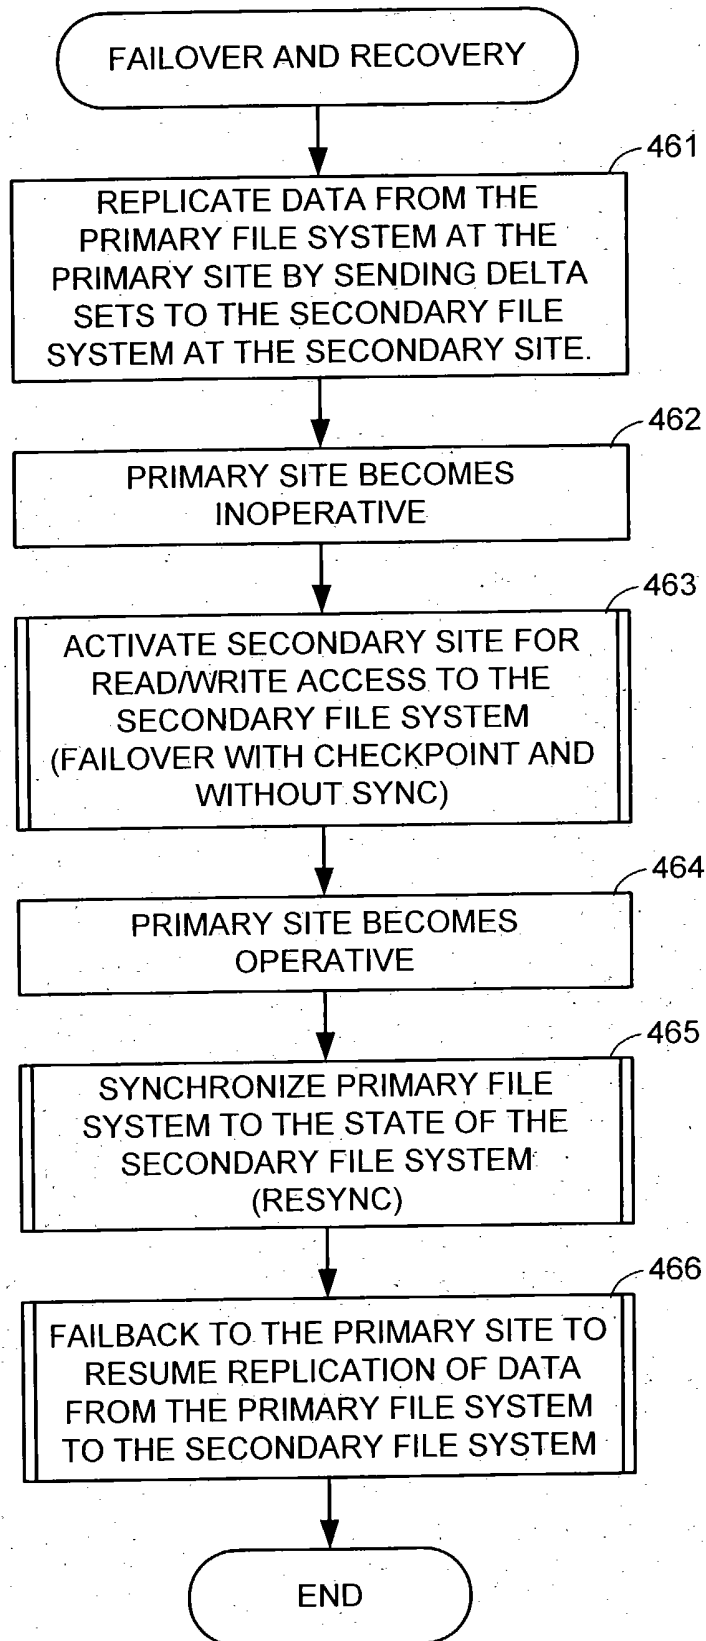 FAILOVER AND RECOVERY
461
REPLICATE DATA FROM THE
PRIMARY FILE SYSTEM AT THE
PRIMARY SITE BY SENDING DELTA
SETS TO THE SECONDARY FILE
SYSTEM AT THE SECONDARY SITE.
462
PRIMARY SITE BECOMES
INOPERATIVE
463
ACTIVATE SECONDARY SITE FOR
READ/WRITE ACCESS TO THE
SECONDARY FILE SYSTEM
(FAILOVER WITH CHECKPOINT AND
WITHOUT SYNC)
464
PRIMARY SITE BECOMES
OPERATIVE
465
SYNCHRONIZE PRIMARY FILE
SYSTEM TO THE STATE OF THE
SECONDARY FILE SYSTEM
(RESYNC)
466
FAILBACK TO THE PRIMARY SITE TO
RESUME REPLICATION OF DATA
FROM THE PRIMARY FILE SYSTEM
TO THE SECONDARY FILE SYSTEM
END